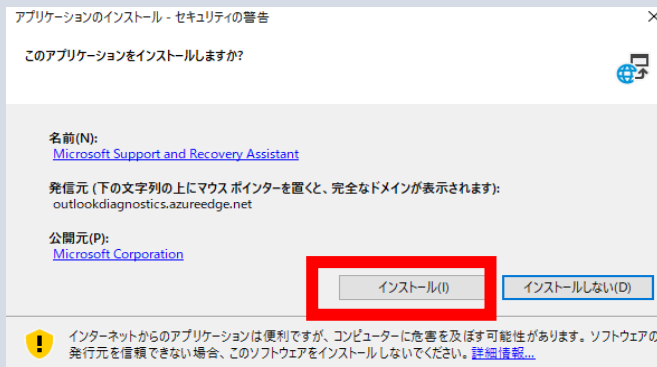 アプリケーションのインストール - セキュリティの警告
このアプリケーションをインストールしますか?
名前(N):
Microsoft Support and Recovery Assistant
発信元 (下の文字列の上にマウス ポインターを置くと、完全なドメインが表示されます):
outlookdiagnostics.azureedge.net
公開元(P):
Microsoft Corporation
インストール(I) インストールしない(D)
インターネットからのアプリケーションは便利ですが、コンピューターに危害を及ぼす可能性があります。ソフトウェアの
発行元を信頼できない場合、このソフトウェアをインストールしないでください。詳細情報...